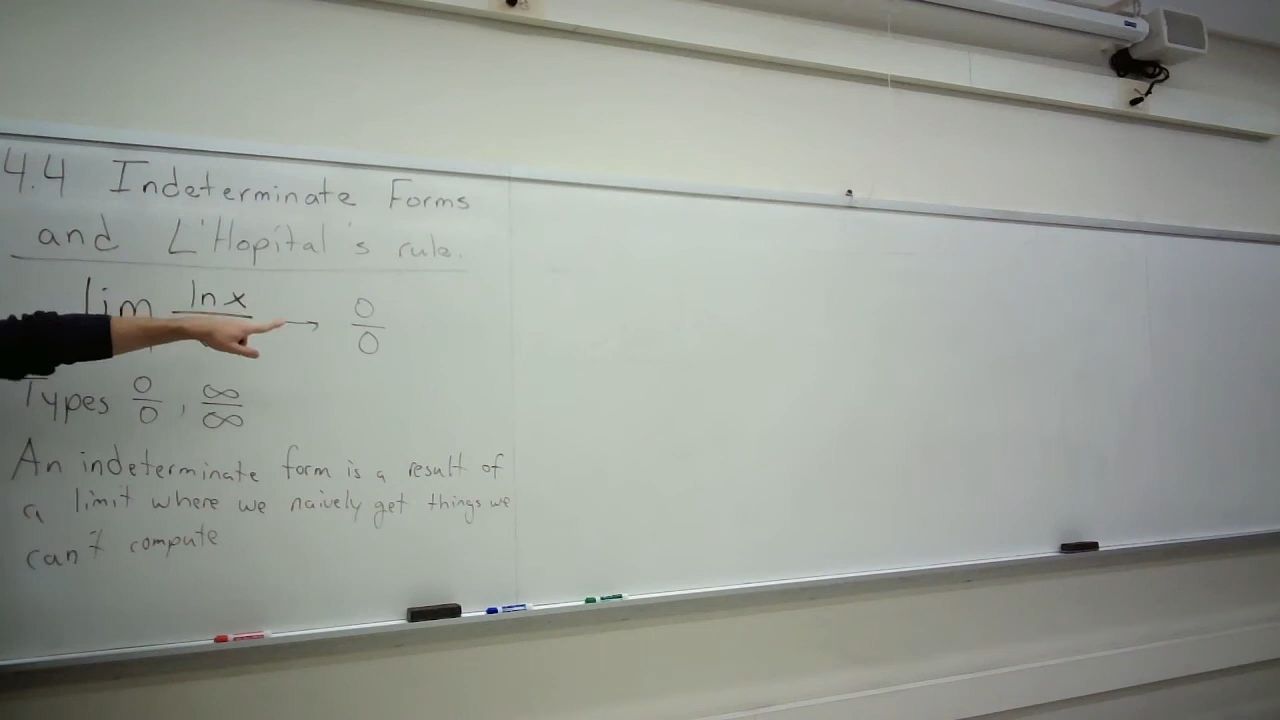 4.4 Indeterminate Forms
and L'Hopital's rule.
lim ln x → 0/0
Types 0/0, ∞/∞
An indeterminate form is a result of
a limit where we naively get things we
can't compute